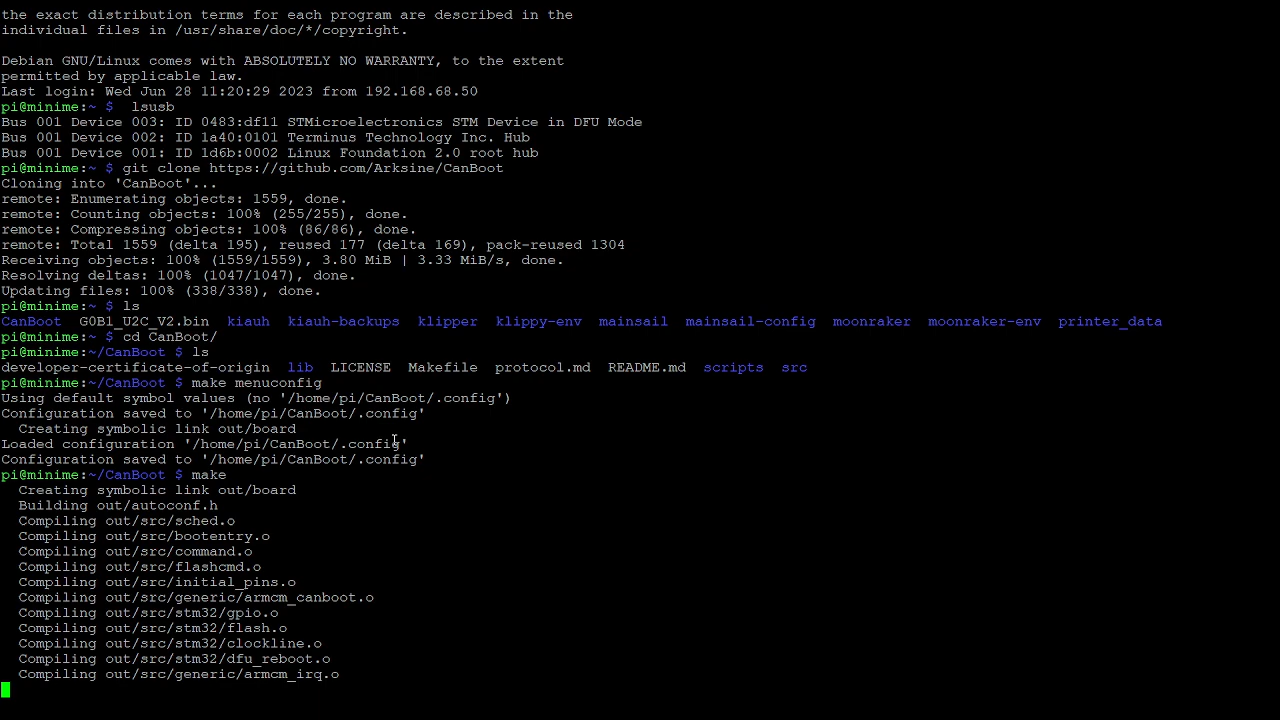 the exact distribution terms for each program are described in the
individual files in /usr/share/doc/*/copyright.
Debian GNU/Linux comes with ABSOLUTELY NO WARRANTY, to the extent
permitted by applicable law.
Last login: Wed Jun 28 11:20:29 2023 from 192.168.68.50
pi@minime:~ $  lsusb
Bus 001 Device 003: ID 0483:df11 STMicroelectronics STM Device in DFU Mode
Bus 001 Device 002: ID 1a40:0101 Terminus Technology Inc. Hub
Bus 001 Device 001: ID 1d6b:0002 Linux Foundation 2.0 root hub
pi@minime:~ $ git clone https://github.com/Arksine/CanBoot
Cloning into 'CanBoot'...
remote: Enumerating objects: 1559, done.
remote: Counting objects: 100% (255/255), done.
remote: Compressing objects: 100% (86/86), done.
remote: Total 1559 (delta 195), reused 177 (delta 169), pack-reused 1304
Receiving objects: 100% (1559/1559), 3.80 MiB | 3.33 MiB/s, done.
Resolving deltas: 100% (1047/1047), done.
Updating files: 100% (338/338), done.
pi@minime:~ $ ls
CanBoot  G0B1_U2C_V2.bin  kiauh  kiauh-backups  klipper  klippy-env  mainsail  mainsail-config  moonraker  moonraker-env  printer_data
pi@minime:~ $ cd CanBoot/
pi@minime:~/CanBoot $ ls
developer-certificate-of-origin  lib  LICENSE  Makefile  protocol.md  README.md  scripts  src
pi@minime:~/CanBoot $ make menuconfig
Using default symbol values (no '/home/pi/CanBoot/.config')
Configuration saved to '/home/pi/CanBoot/.config'
  Creating symbolic link out/board
Loaded configuration '/home/pi/CanBoot/.config'
Configuration saved to '/home/pi/CanBoot/.config'
pi@minime:~/CanBoot $ make
  Creating symbolic link out/board
  Building out/autoconf.h
  Compiling out/src/sched.o
  Compiling out/src/bootentry.o
  Compiling out/src/command.o
  Compiling out/src/flashcmd.o
  Compiling out/src/initial_pins.o
  Compiling out/src/generic/armcm_canboot.o
  Compiling out/src/stm32/gpio.o
  Compiling out/src/stm32/flash.o
  Compiling out/src/stm32/clockline.o
  Compiling out/src/stm32/dfu_reboot.o
  Compiling out/src/generic/armcm_irq.o